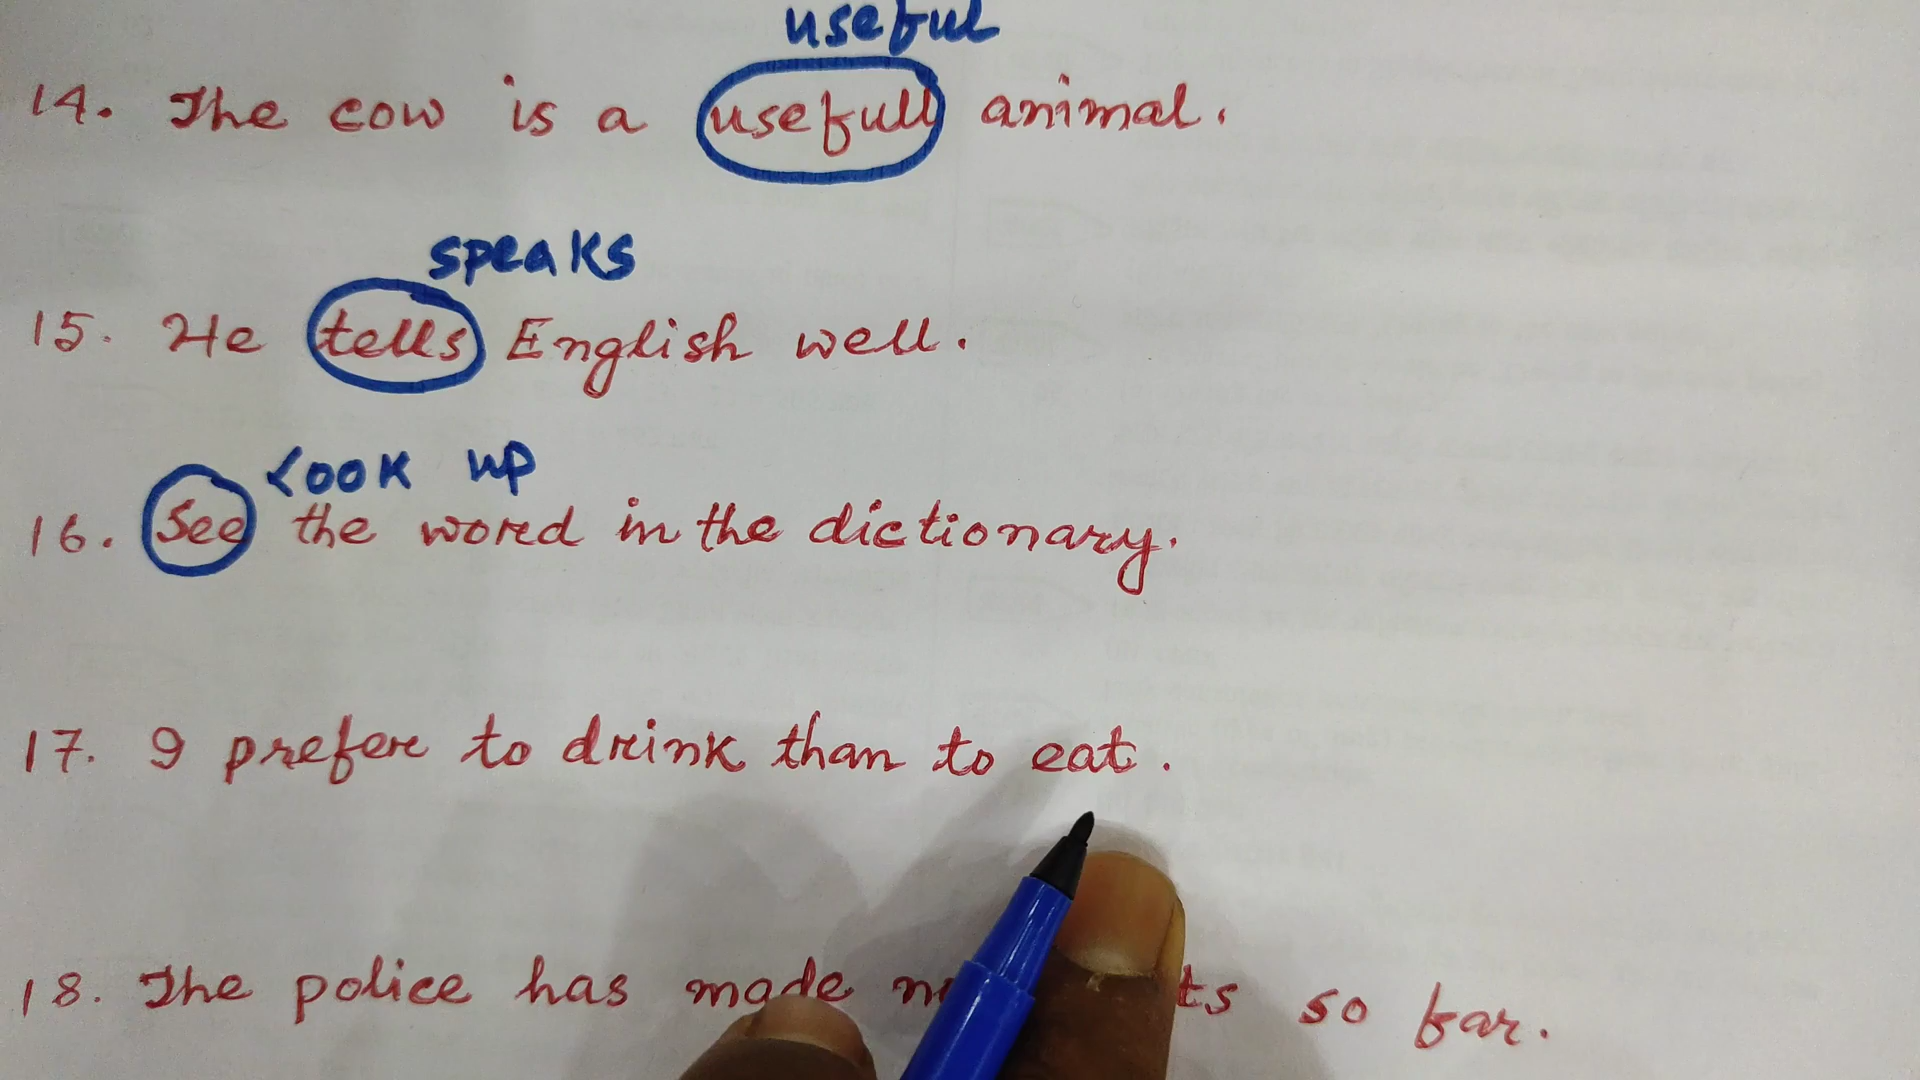 useful
14. The cow is a usefull animal.
speaks
15. He tells English well.
Look up
16. See the word in the dictionary.
17. I prefer to drink than to eat.
18. The police has made so far.